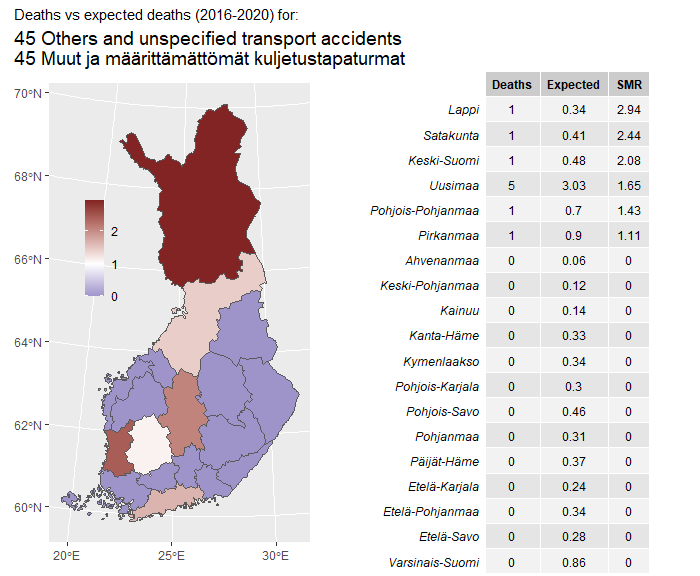 Deaths vs expected deaths (2016-2020) for:
45 Others and unspecified transport accidents
45 Muut ja määrittämättömät kuljetustapaturmat
70°N
68°N
66°N
64°N
62°N
60°N
20°E 25°E 30°E
2
1
0
Deaths Expected SMR
Lappi 1 0.34 2.94
Satakunta 1 0.41 2.44
Keski-Suomi 1 0.48 2.08
Uusimaa 5 3.03 1.65
Pohjois-Pohjanmaa 1 0.7 1.43
Pirkanmaa 1 0.9 1.11
Ahvenanmaa 0 0.06 0
Keski-Pohjanmaa 0 0.12 0
Kainuu 0 0.14 0
Kanta-Häme 0 0.33 0
Kymenlaakso 0 0.34 0
Pohjois-Karjala 0 0.3 0
Pohjois-Savo 0 0.46 0
Pohjanmaa 0 0.31 0
Päijät-Häme 0 0.37 0
Etelä-Karjala 0 0.24 0
Etelä-Pohjanmaa 0 0.34 0
Etelä-Savo 0 0.28 0
Varsinais-Suomi 0 0.86 0